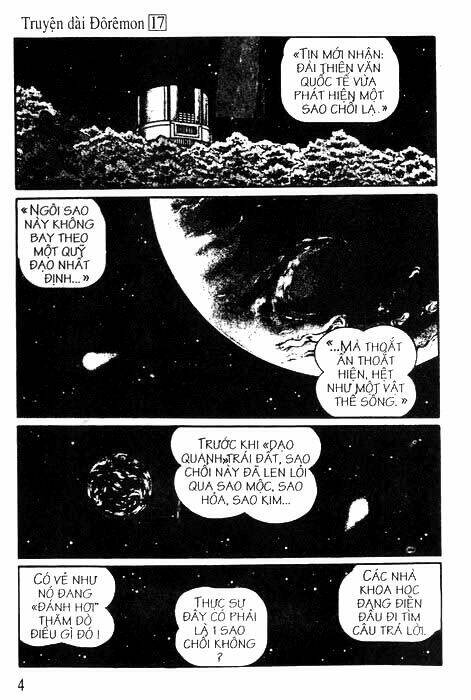 Truyện dài Đôrêmon 17
«TIN MỚI NHẬN:
ĐÀI THIÊN VĂN
QUỐC TẾ VỪA
PHÁT HIỆN MỘT
SAO CHỔI LẠ.»
«NGÔI SAO
NÀY KHÔNG
BAY THEO
MỘT QUỸ
ĐẠO NHẤT
ĐỊNH...»
«...MÀ THOẮT
ẨN THOẮT
HIỆN, HỆT
NHƯ MỘT VẬT
THỂ SỐNG.»
TRƯỚC KHI «DẠO
QUANH» TRÁI ĐẤT, SAO
CHỔI NÀY ĐÃ LEN LỎI
QUA SAO MỘC, SAO
HỎA, SAO KIM...
CÓ VẺ NHƯ
NÓ ĐANG
«ĐÁNH HƠI»
THĂM DÒ
ĐIỀU GÌ ĐÓ!
THỰC SỰ
ĐÂY CÓ PHẢI
LÀ 1 SAO
CHỔI KHÔNG
?
CÁC NHÀ
KHOA HỌC
ĐANG ĐIÊN
ĐẦU ĐI TÌM
CÂU TRẢ LỜI.
4